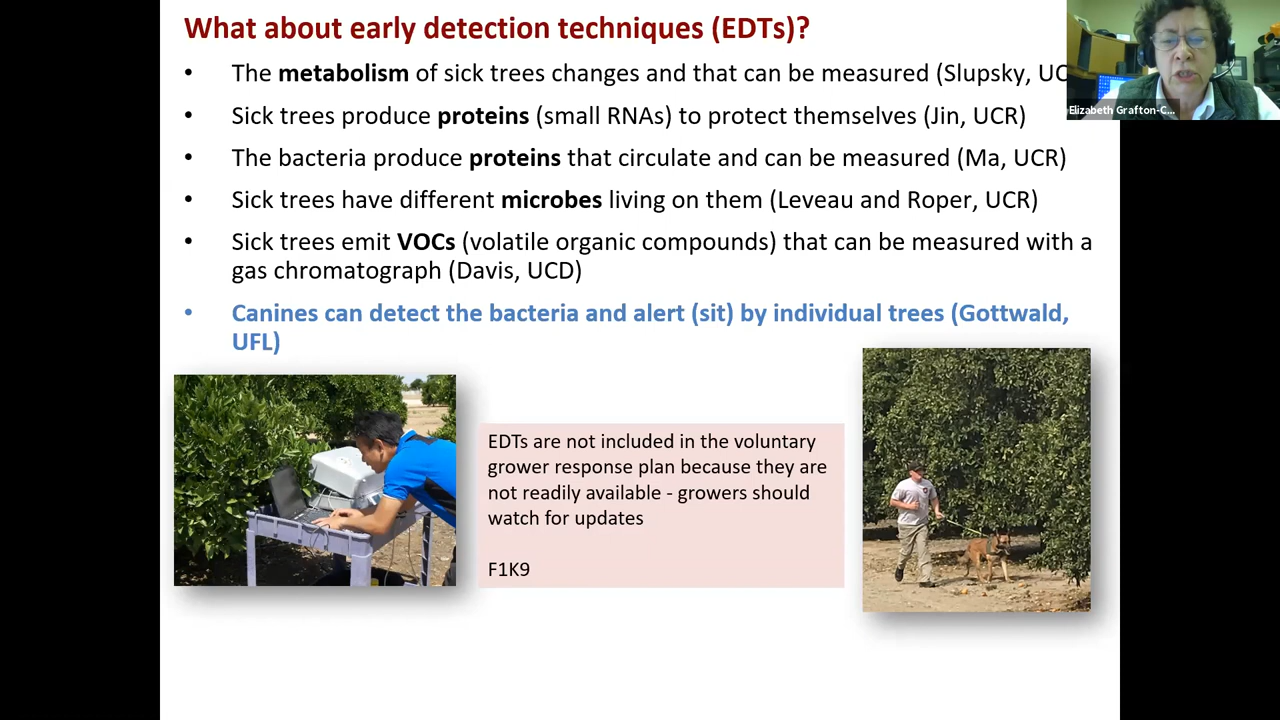 What about early detection techniques (EDTs)?
• The metabolism of sick trees changes and that can be measured (Slupsky, UC
• Sick trees produce proteins (small RNAs) to protect themselves (Jin, UCR)
• The bacteria produce proteins that circulate and can be measured (Ma, UCR)
• Sick trees have different microbes living on them (Leveau and Roper, UCR)
• Sick trees emit VOCs (volatile organic compounds) that can be measured with a
gas chromatograph (Davis, UCD)
• Canines can detect the bacteria and alert (sit) by individual trees (Gottwald,
UFL)
EDTs are not included in the voluntary
grower response plan because they are
not readily available - growers should
watch for updates
F1K9
Elizabeth Grafton-C...